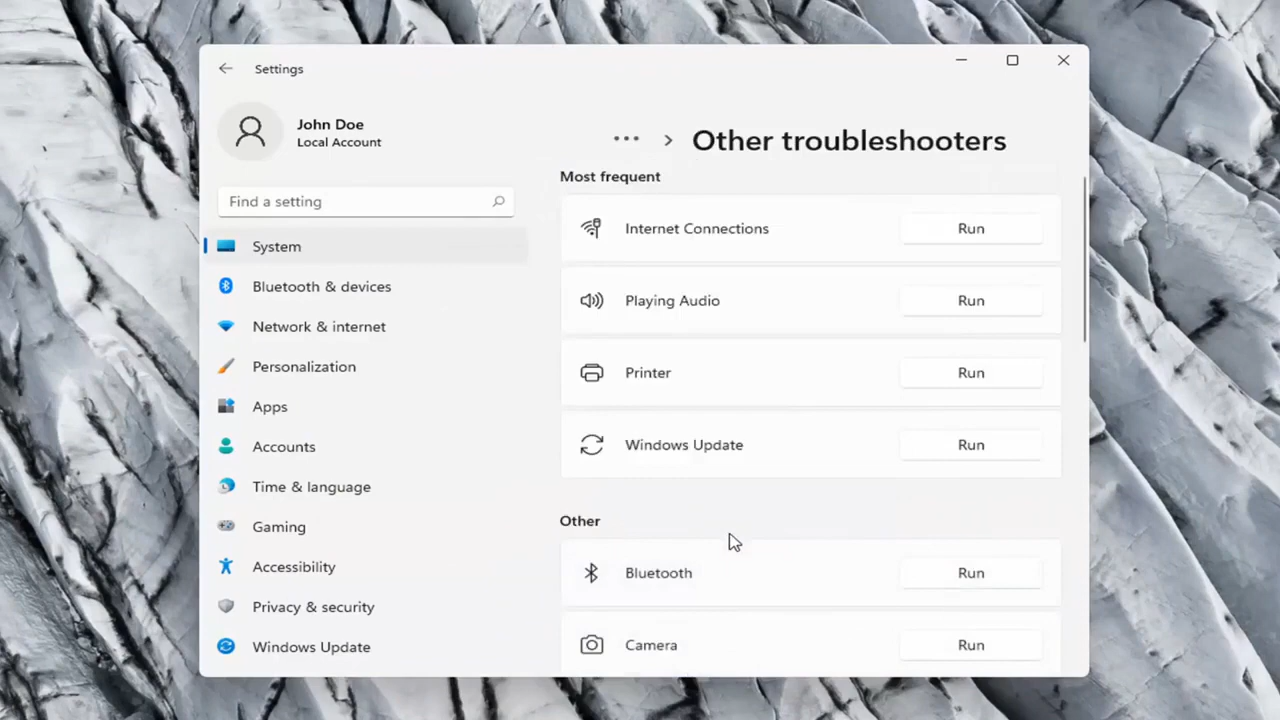 Settings
John Doe
Local Account
Find a setting
System
Bluetooth & devices
Network & internet
Personalization
Apps
Accounts
Time & language
Gaming
Accessibility
Privacy & security
Windows Update
... > Other troubleshooters
Most frequent
Internet Connections Run
Playing Audio Run
Printer Run
Windows Update Run
Other
Bluetooth Run
Camera Run